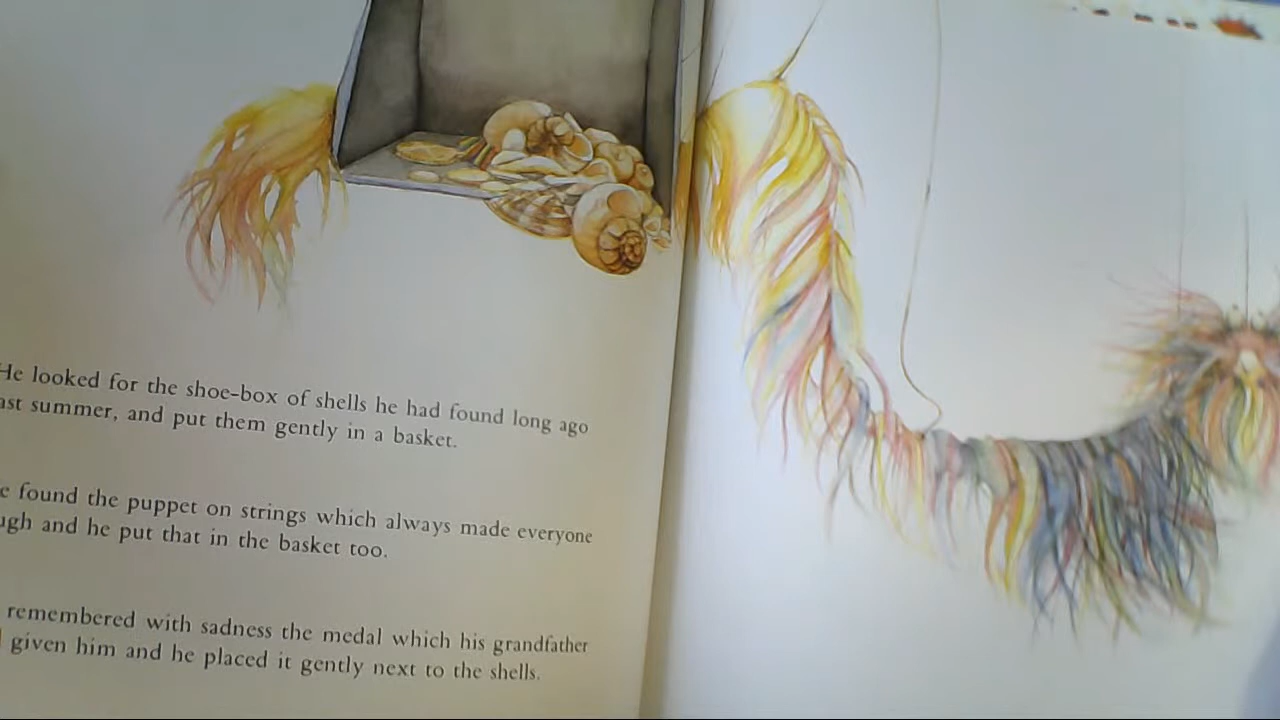 He looked for the shoe-box of shells he had found long ago
ast summer, and put them gently in a basket.
e found the puppet on strings which always made everyone
ugh and he put that in the basket too.
remembered with sadness the medal which his grandfather
given him and he placed it gently next to the shells.